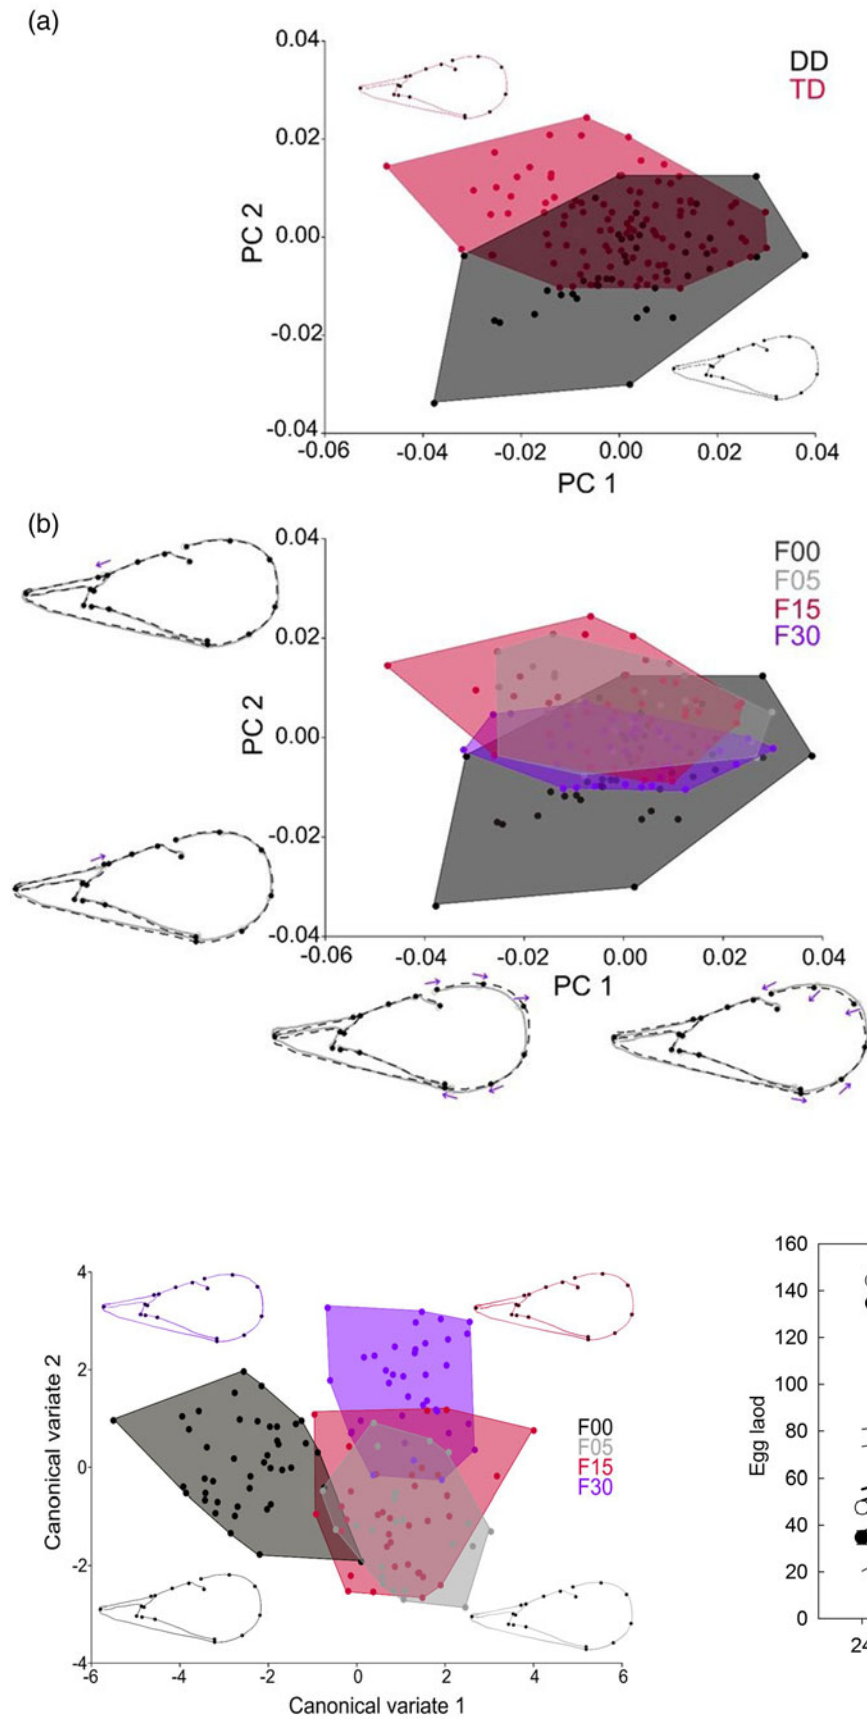 (a)
0.04
0.02
0.00
-0.02
-0.04
PC 2
DD
TD
-0.06
-0.04
-0.02
0.00
0.02
0.04
PC 1
(b)
0.04
0.02
0.00
-0.02
-0.04
PC 2
F00
F05
F15
F30
-0.06
-0.04
-0.02
0.00
0.02
0.04
PC 1
4
2
0
-2
-4
Canonical variate 2
F00
F05
F15
F30
-6
-4
-2
0
2
4
6
Canonical variate 1
160
140
120
100
80
60
40
20
0
Egg laod
24